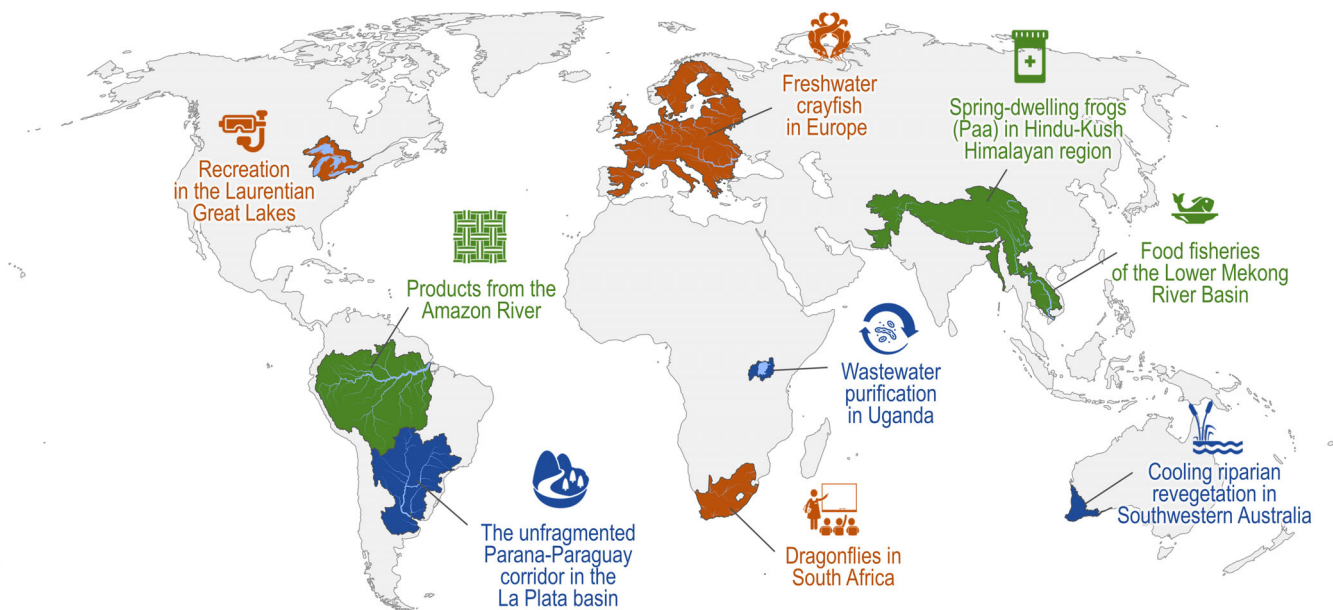 Freshwater
crayfish
in Europe
Spring-dwelling frogs
(Paa) in Hindu-Kush
Himalayan region
Recreation
in the Laurentian
Great Lakes
Food fisheries
of the Lower Mekong
River Basin
Products from the
Amazon River
Wastewater
purification
in Uganda
Cooling riparian
revegetation in
Southwestern Australia
The unfragmented
Parana-Paraguay
corridor in the
La Plata basin
Dragonflies in
South Africa